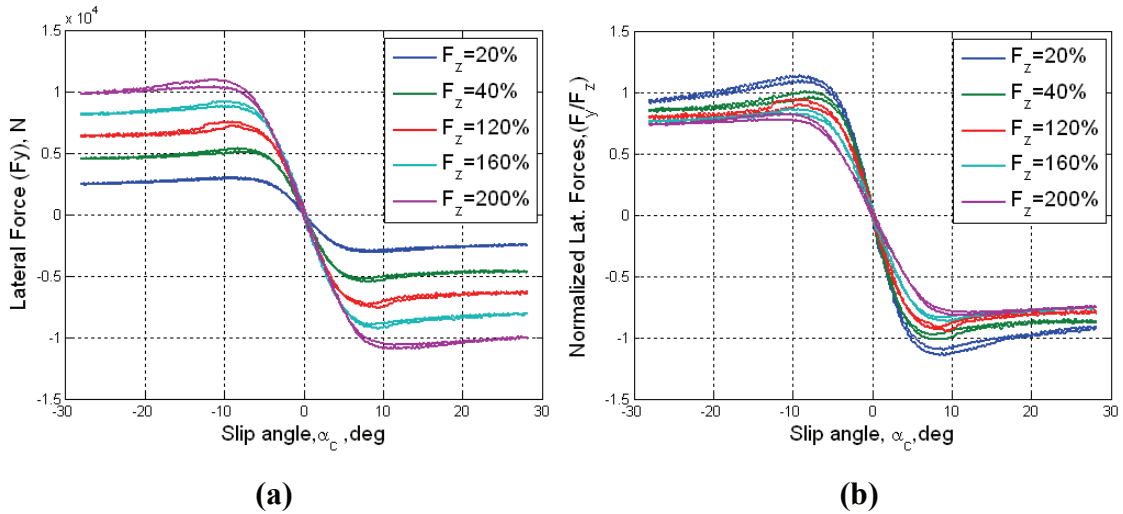 x 10^4
1.5
1
0.5
0
-0.5
-1
-1.5
-30 -20 -10 0 10 20 30
Lateral Force (Fy), N
Slip angle,α_c ,deg
F_z=20%
F_z=40%
F_z=120%
F_z=160%
F_z=200%
(a)
1.5
1
0.5
0
-0.5
-1
-1.5
-30 -20 -10 0 10 20 30
Normalized Lat. Forces,(F_y/F_z)
Slip angle, α_c,deg
F_z=20%
F_z=40%
F_z=120%
F_z=160%
F_z=200%
(b)